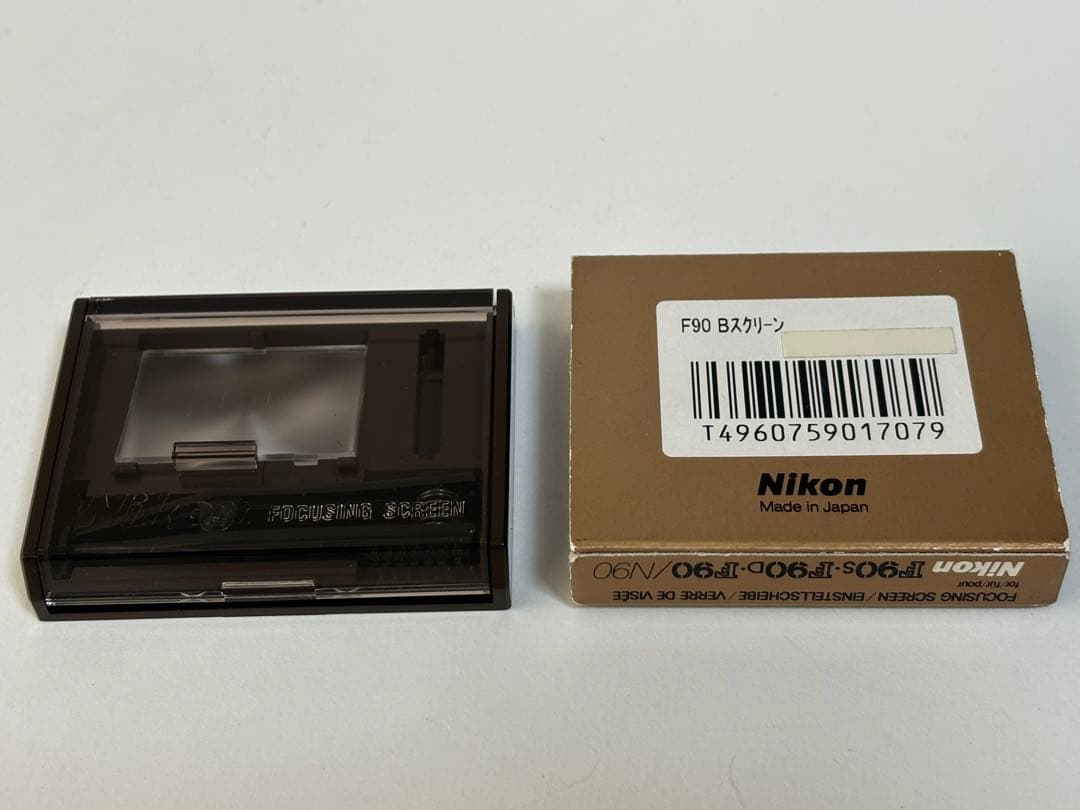 FOCUSING SCREEN
F90 Bスクリーン
T4960759017079
Nikon
Made in Japan
Nikon F90S・F90D・F90/N90
for/für/pour
FOCUSING SCREEN/EINSTELLSCHEIBE/VERRE DE VISÉE